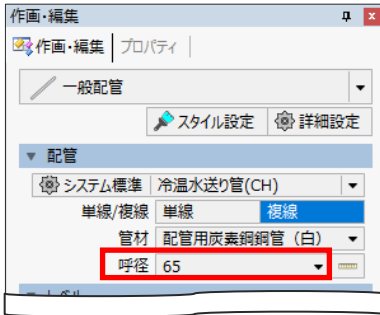 作画・編集
作画・編集 プロパティ
一般配管
スタイル設定 詳細設定
配管
システム標準 冷温水送り管(CH)
単線/複線 単線 複線
管材 配管用炭素鋼鋼管（白）
呼径 65